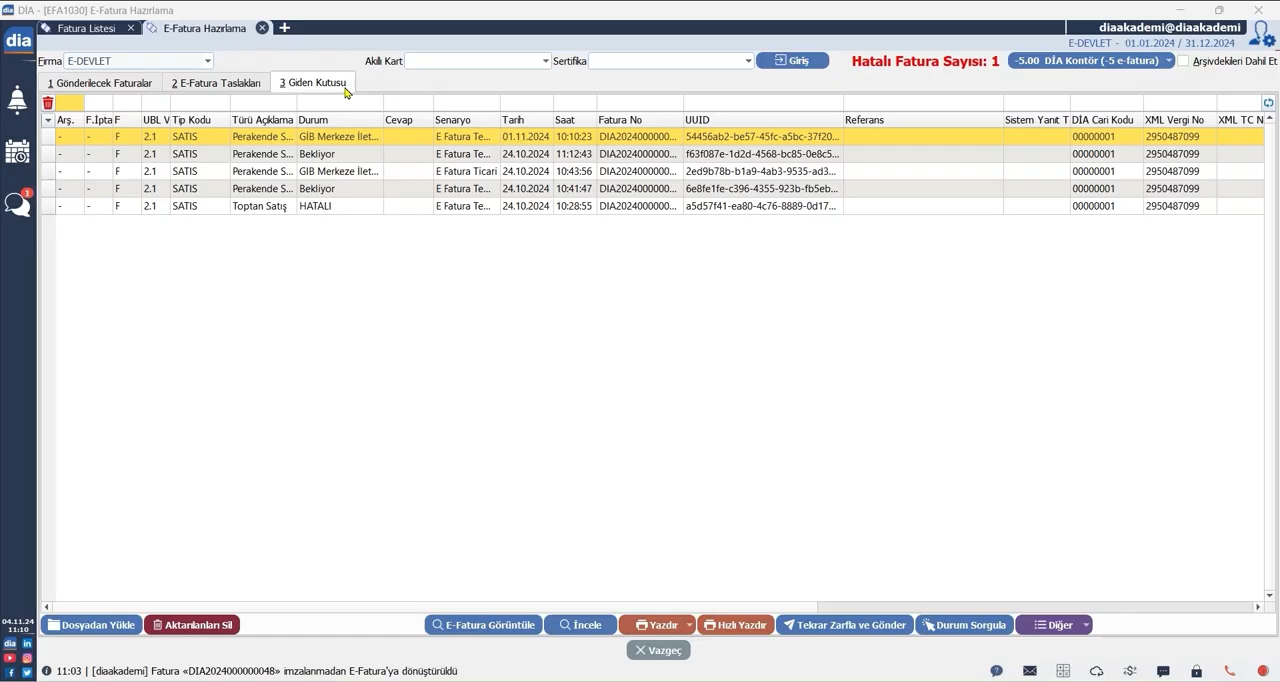 DİA - [EFA1030] E-Fatura Hazırlama
dia
Fatura Listesi
E-Fatura Hazırlama
diaakademi@diaakademi
E-DEVLET - 01.01.2024 / 31.12.2024
Firma E-DEVLET Akıllı Kart Sertifka Giriş Hatalı Fatura Sayısı: 1 -5.00 DİA Kontör (-5 e-fatura) Arşivdekileri Dahil Et
1 Gönderilecek Faturalar 2 E-Fatura Taslakları 3 Giden Kutusu
Arş. F.İpta F UBL V Tip Kodu Türü Açıklama Durum Cevap Senaryo Tarih Saat Fatura No UUID Referans Sistem Yanıt T DİA Cari Kodu XML Vergi No XML TC N
- - F 2.1 SATIS Perakende S... GİB Merkeze İlet... E Fatura Te... 01.11.2024 10:10:23 DIA2024000000... 54456ab2-be57-45fc-a5bc-37f20... 00000001 2950487099
- - F 2.1 SATIS Perakende S... Bekliyor E Fatura Te... 24.10.2024 11:12:43 DIA2024000000... f63f087e-1d2d-4568-bc85-0e8c5... 00000001 2950487099
- - F 2.1 SATIS Perakende S... GIB Merkeze İlet... E Fatura Ticari 24.10.2024 10:43:56 DIA2024000000... 2ed9b78b-b1a9-4ab3-9535-ad3... 00000001 2950487099
- - F 2.1 SATIS Perakende S... Bekliyor E Fatura Te... 24.10.2024 10:41:47 DIA2024000000... 6e8fe1fe-c396-4355-923b-fb5eb... 00000001 2950487099
- - F 2.1 SATIS Toptan Satış HATALI E Fatura Te... 24.10.2024 10:28:55 DIA2024000000... a5d57f41-ea80-4c76-8889-0d17... 00000001 2950487099
1
Dosyadan Yükle Aktarılanları Sil E-Fatura Görüntüle İncele Yazdır Hızlı Yazdır Tekrar Zarfla ve Gönder Durum Sorgula Diğer
04.11.24
11:10
dia in
Vazgeç
11:03 | [diaakademi] Fatura «DIA2024000000048» imzalanmadan E-Fatura'ya dönüştürüldü